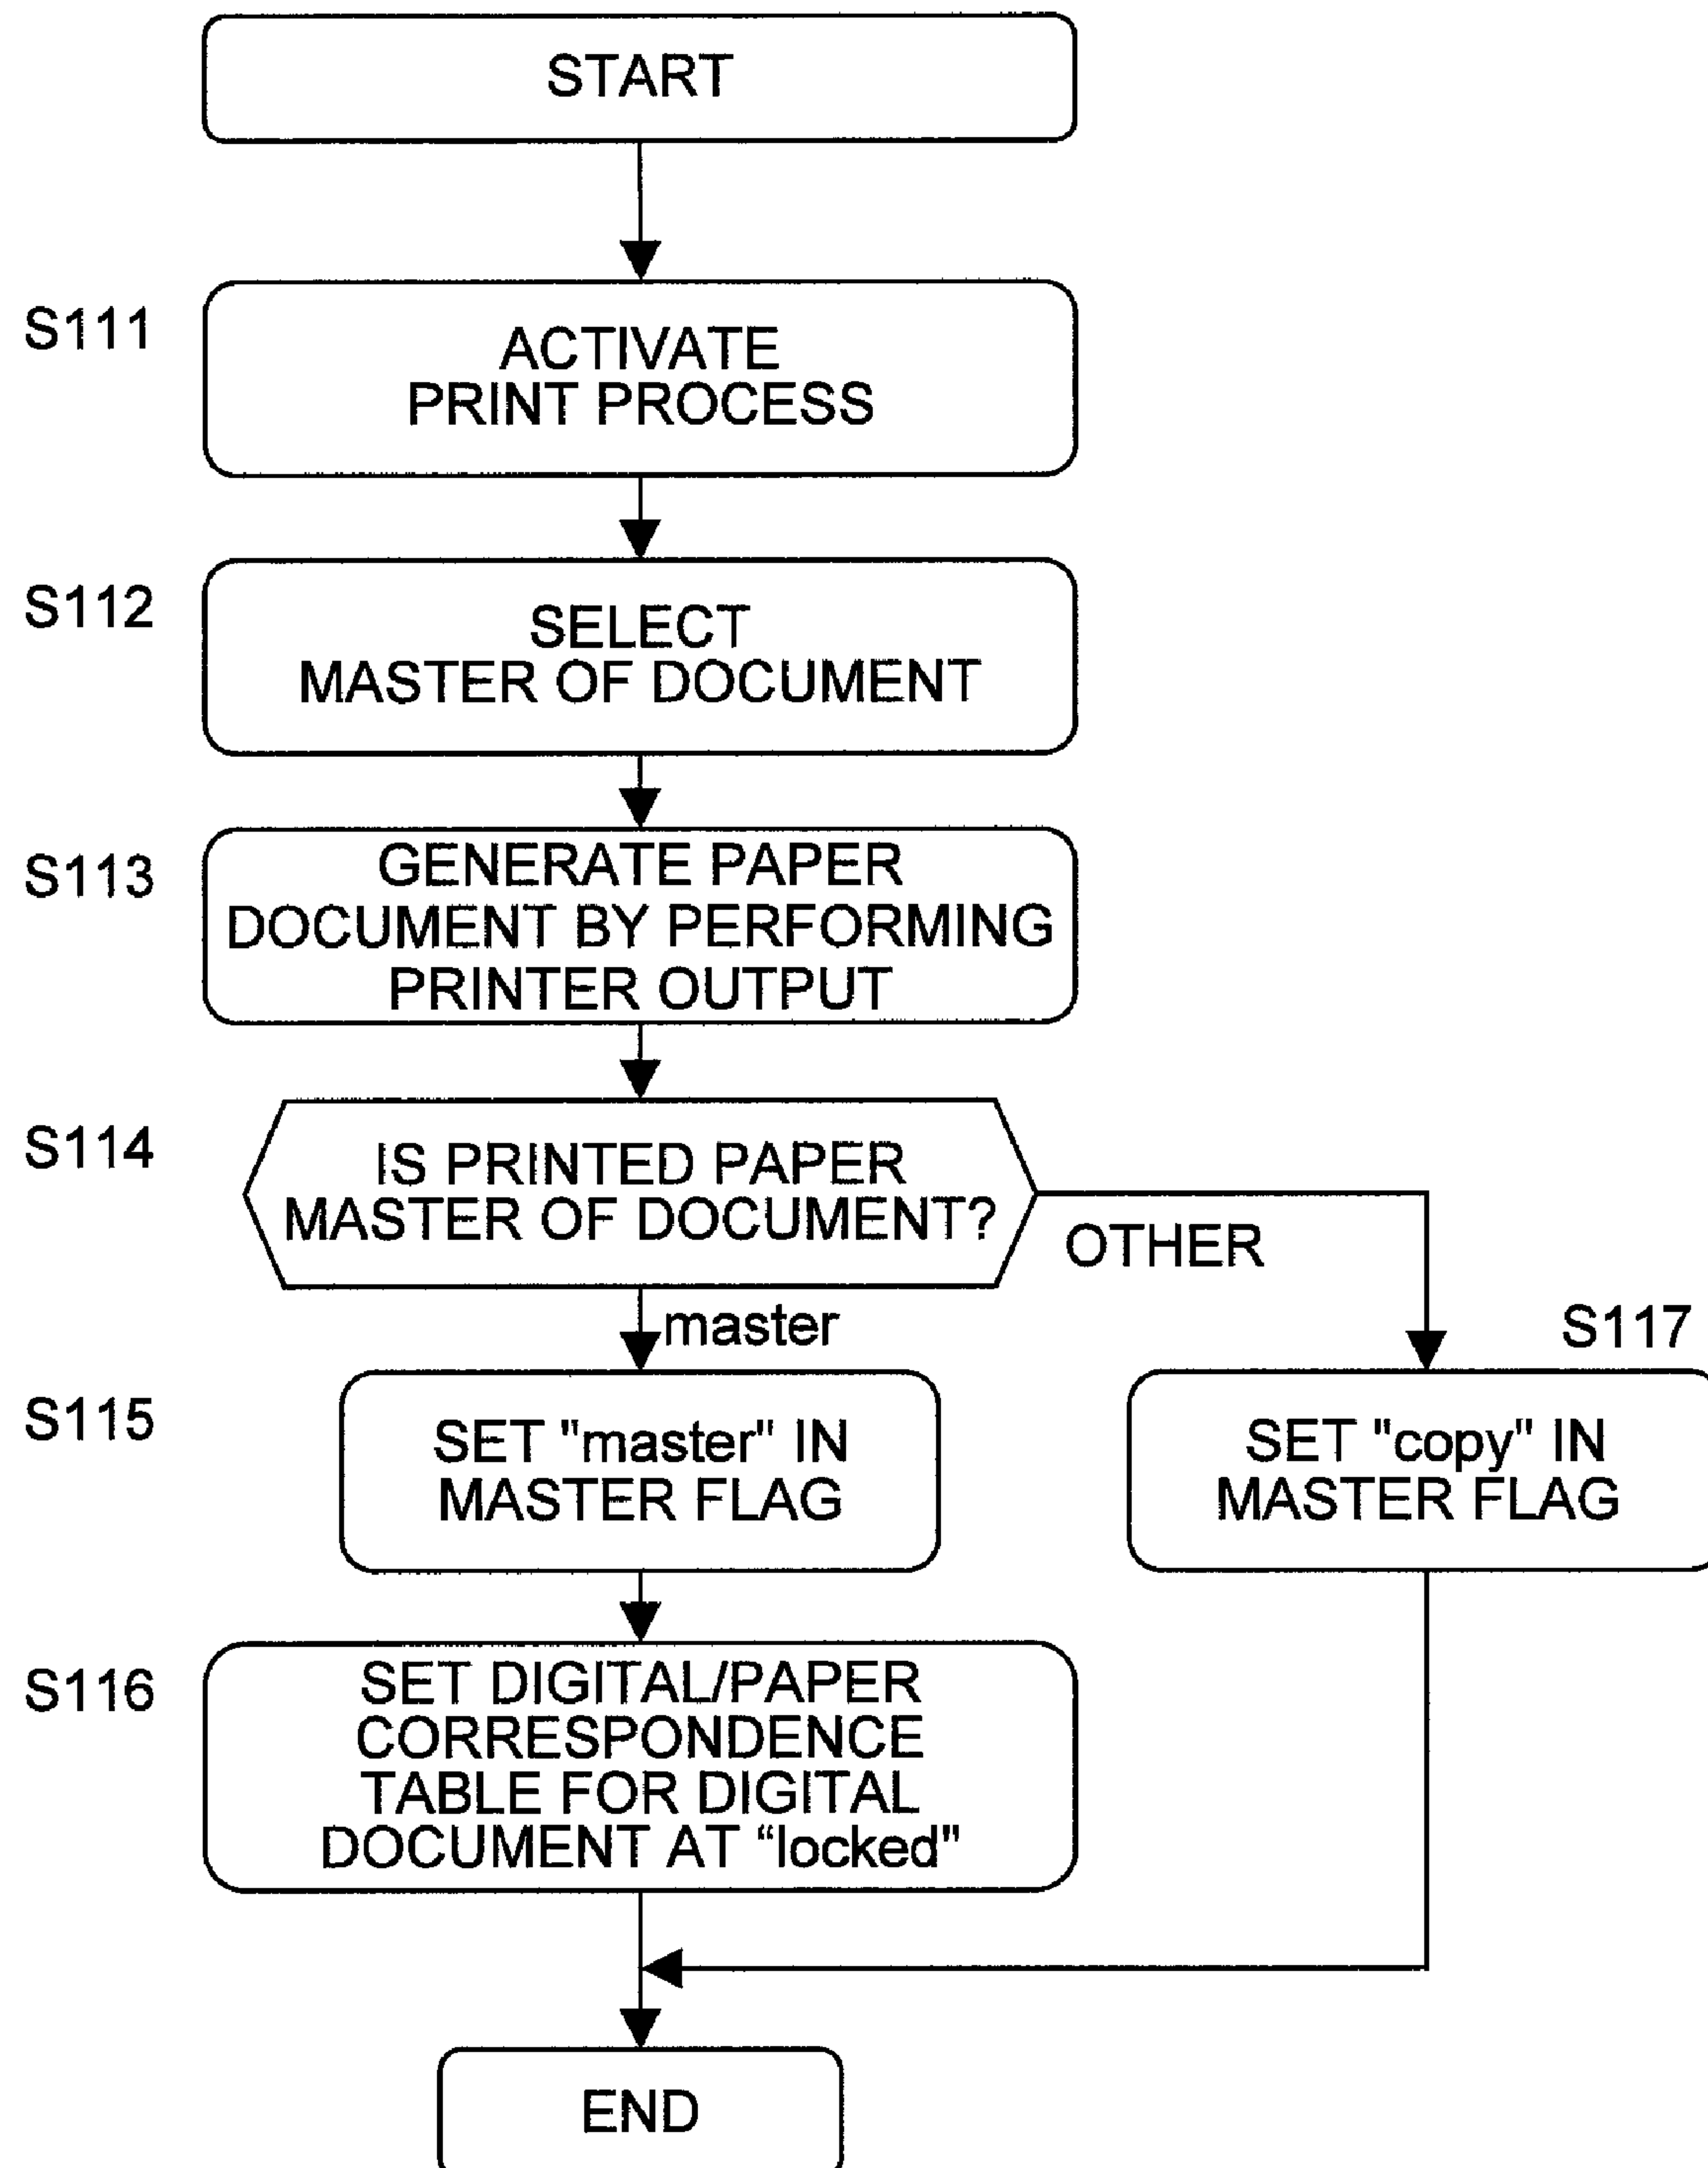 START
S111
ACTIVATE
PRINT PROCESS
S112
SELECT
MASTER OF DOCUMENT
S113
GENERATE PAPER
DOCUMENT BY PERFORMING
PRINTER OUTPUT
S114
IS PRINTED PAPER
MASTER OF DOCUMENT?
OTHER
master
S117
S115
SET "master" IN
MASTER FLAG
SET "copy" IN
MASTER FLAG
S116
SET DIGITAL/PAPER
CORRESPONDENCE
TABLE FOR DIGITAL
DOCUMENT AT “locked"
END